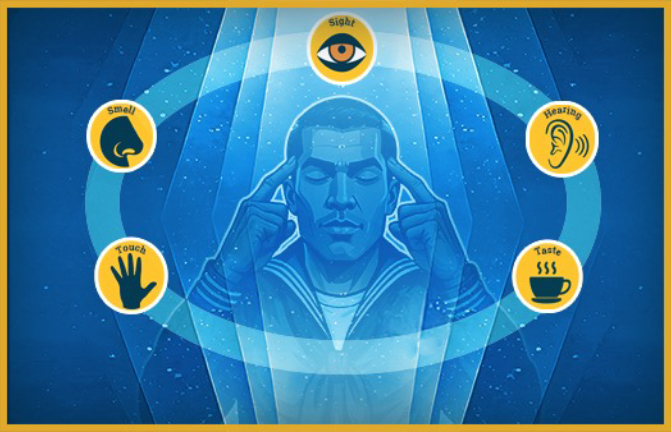 Sight
Smell
Hearing
Touch
Taste